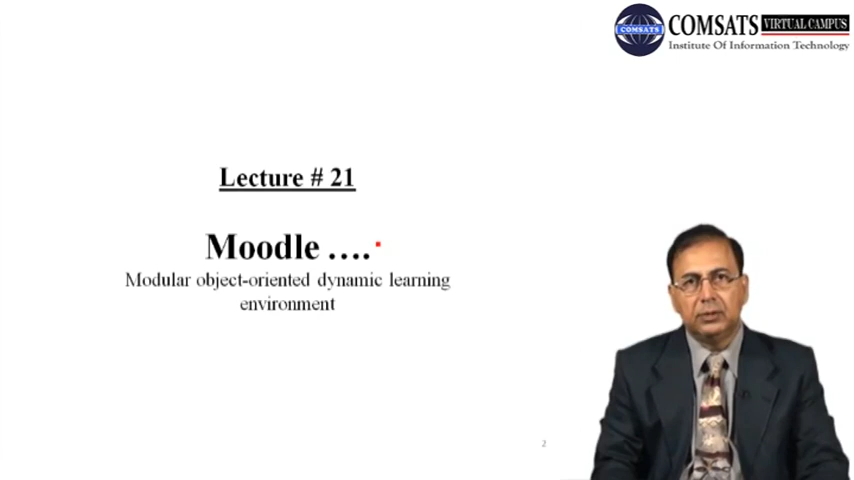 COMSATS VIRTUAL CAMPUS
Institute Of Information Technology
COMSATS
Lecture # 21
Moodle ….
Modular object-oriented dynamic learning
environment
2